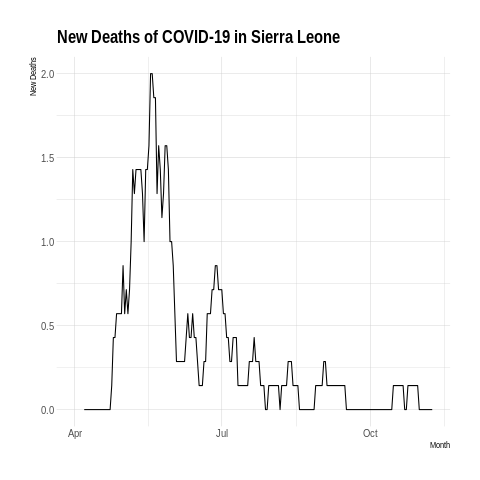 New Deaths of COVID-19 in Sierra Leone
New Deaths
2.0
1.5
1.0
0.5
0.0
Apr
Jul
Oct
Month